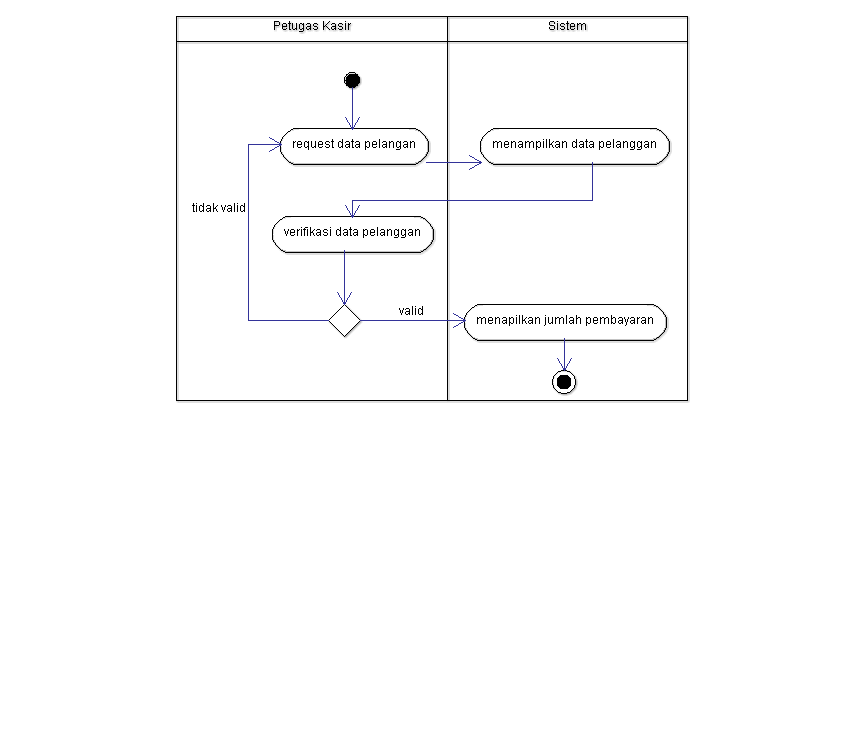 Petugas Kasir
Sistem
request data pelangan
menampilkan data pelanggan
tidak valid
verifikasi data pelanggan
valid
menapilkan jumlah pembayaran